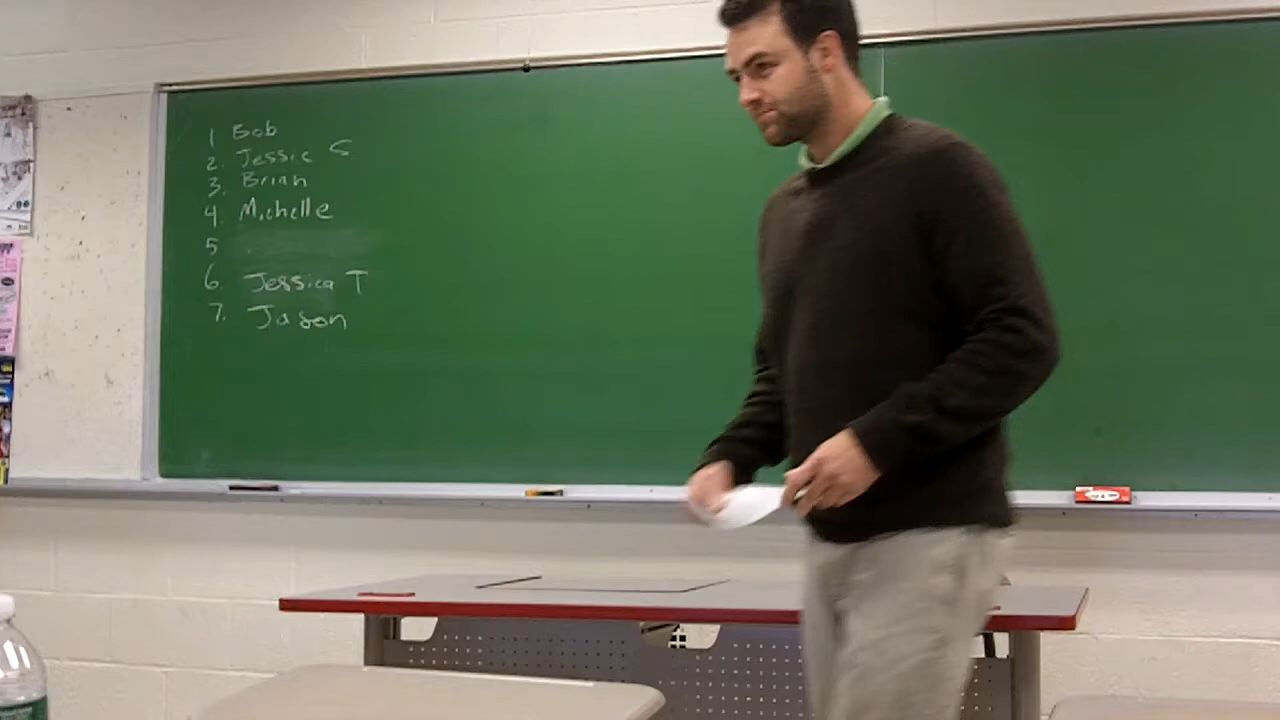 1 Bob
2. Jessic S
3. Brian
4. Michelle
5
6. Jessica T
7. Jason